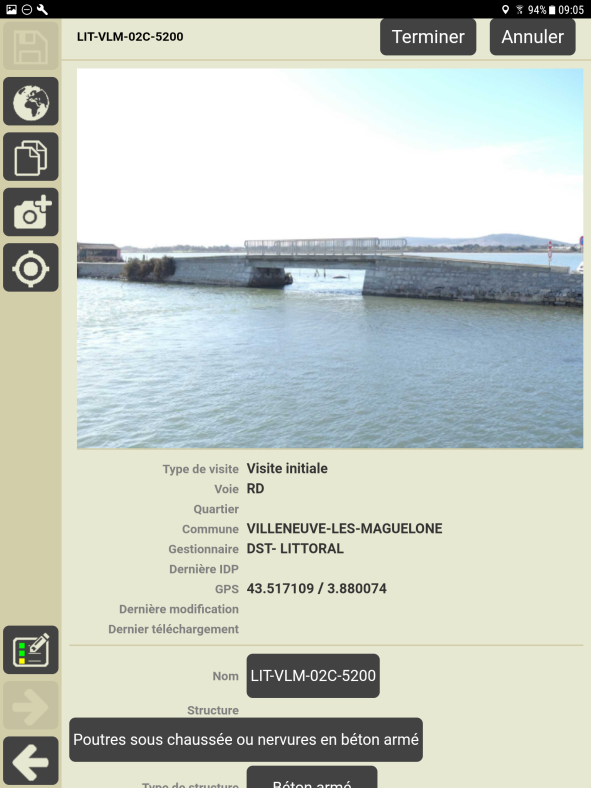 94% 09:05
LIT-VLM-02C-5200 Terminer Annuler
Type de visite Visite initiale
Voie RD
Quartier
Commune VILLENEUVE-LES-MAGUELONE
Gestionnaire DST- LITTORAL
Dernière IDP
GPS 43.517109 / 3.880074
Dernière modification
Dernier téléchargement
Nom LIT-VLM-02C-5200
Structure
Poutres sous chaussée ou nervures en béton armé
Type de structure Béton armé